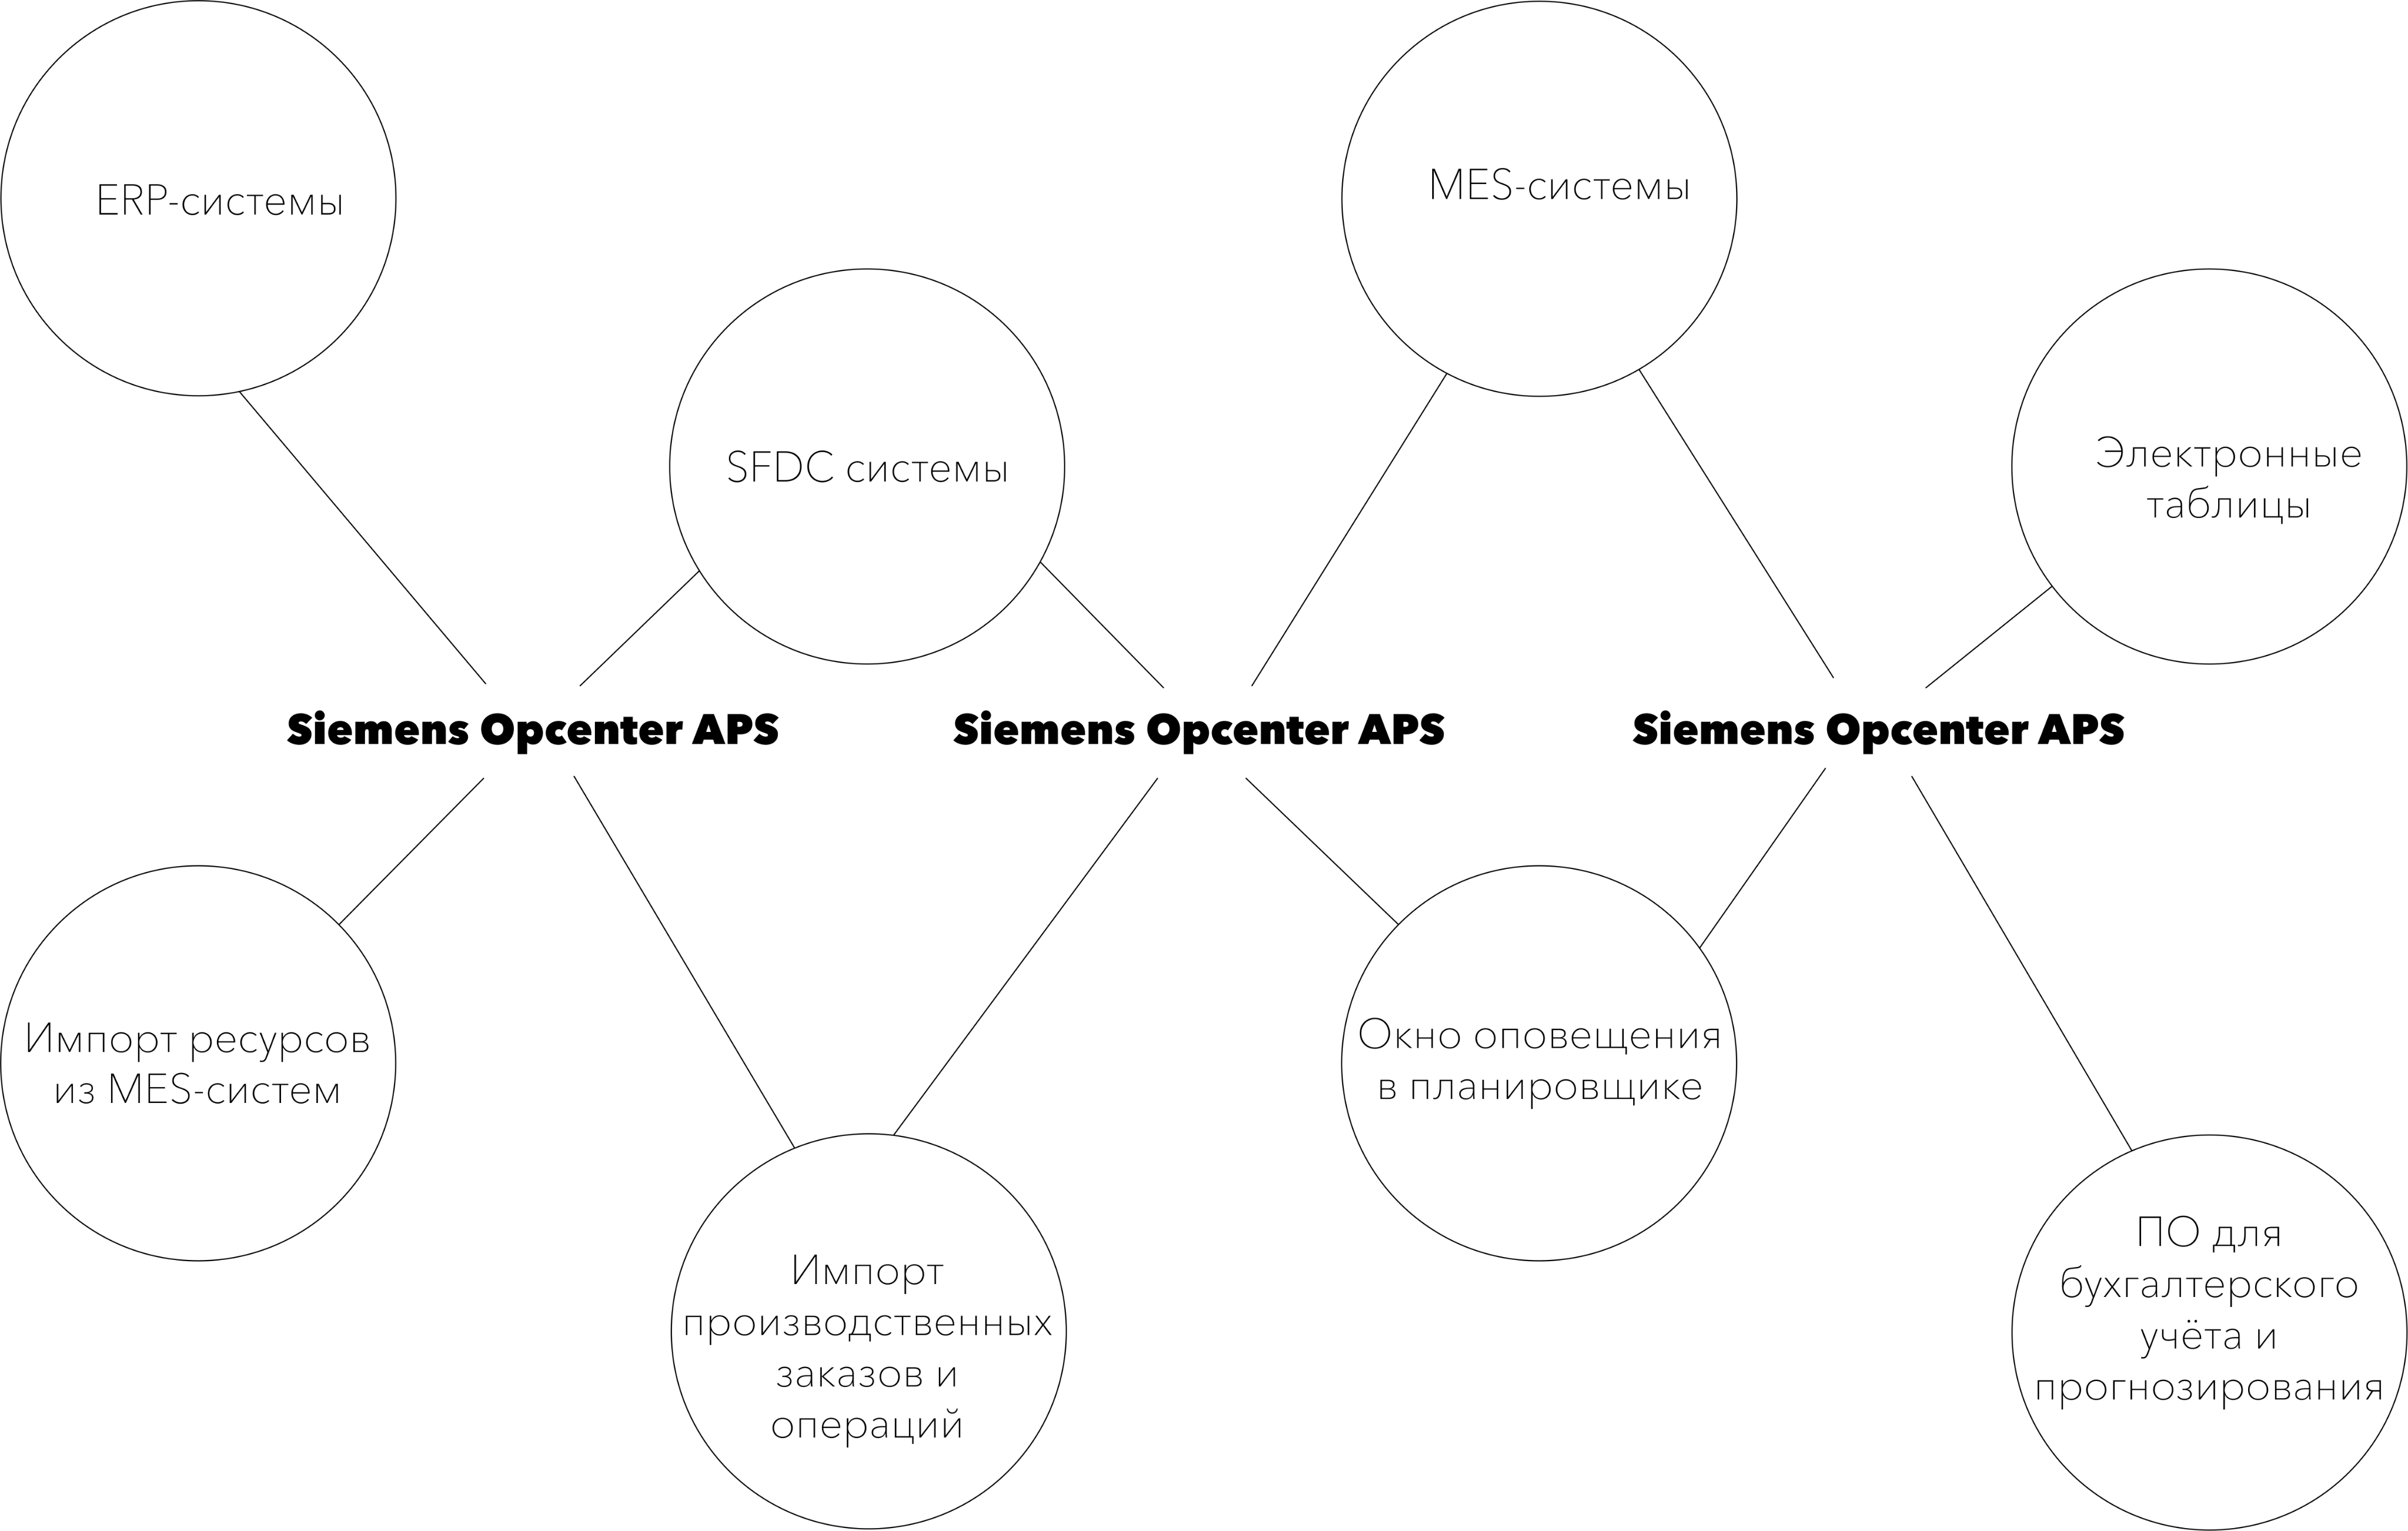 ERP-системы
MES-системы
SFDC системы
Электронные
таблицы
Siemens Opcenter APS
Siemens Opcenter APS
Siemens Opcenter APS
Импорт ресурсов
из MES-систем
Окно оповещения
в планировщике
Импорт
производственных
заказов и
операций
ПО для
бухгалтерского
учёта и
прогнозирования